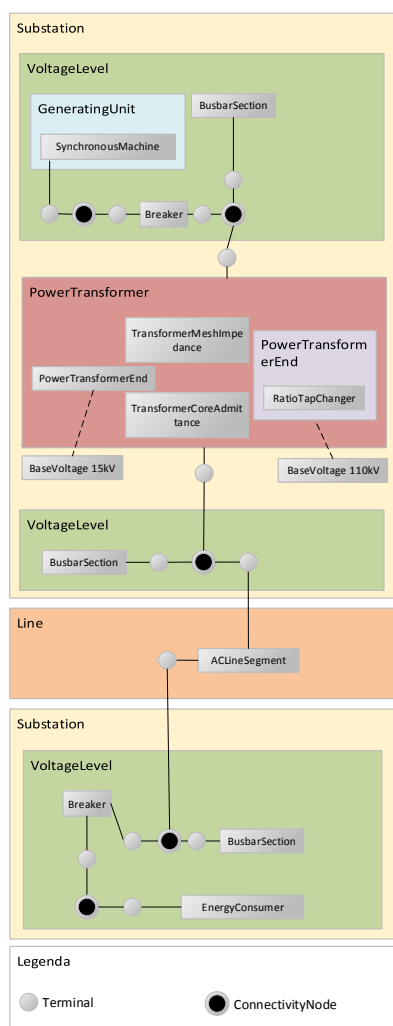 Substation
VoltageLevel
GeneratingUnit
BusbarSection
SynchronousMachine
Breaker
PowerTransformer
TransformerMeshImpe
dance
PowerTransform
erEnd
PowerTransformerEnd
RatioTapChanger
TransformerCoreAdmit
tance
BaseVoltage 15kV
BaseVoltage 110kV
VoltageLevel
BusbarSection
Line
ACLineSegment
Substation
VoltageLevel
Breaker
BusbarSection
EnergyConsumer
Legenda
Terminal
ConnectivityNode